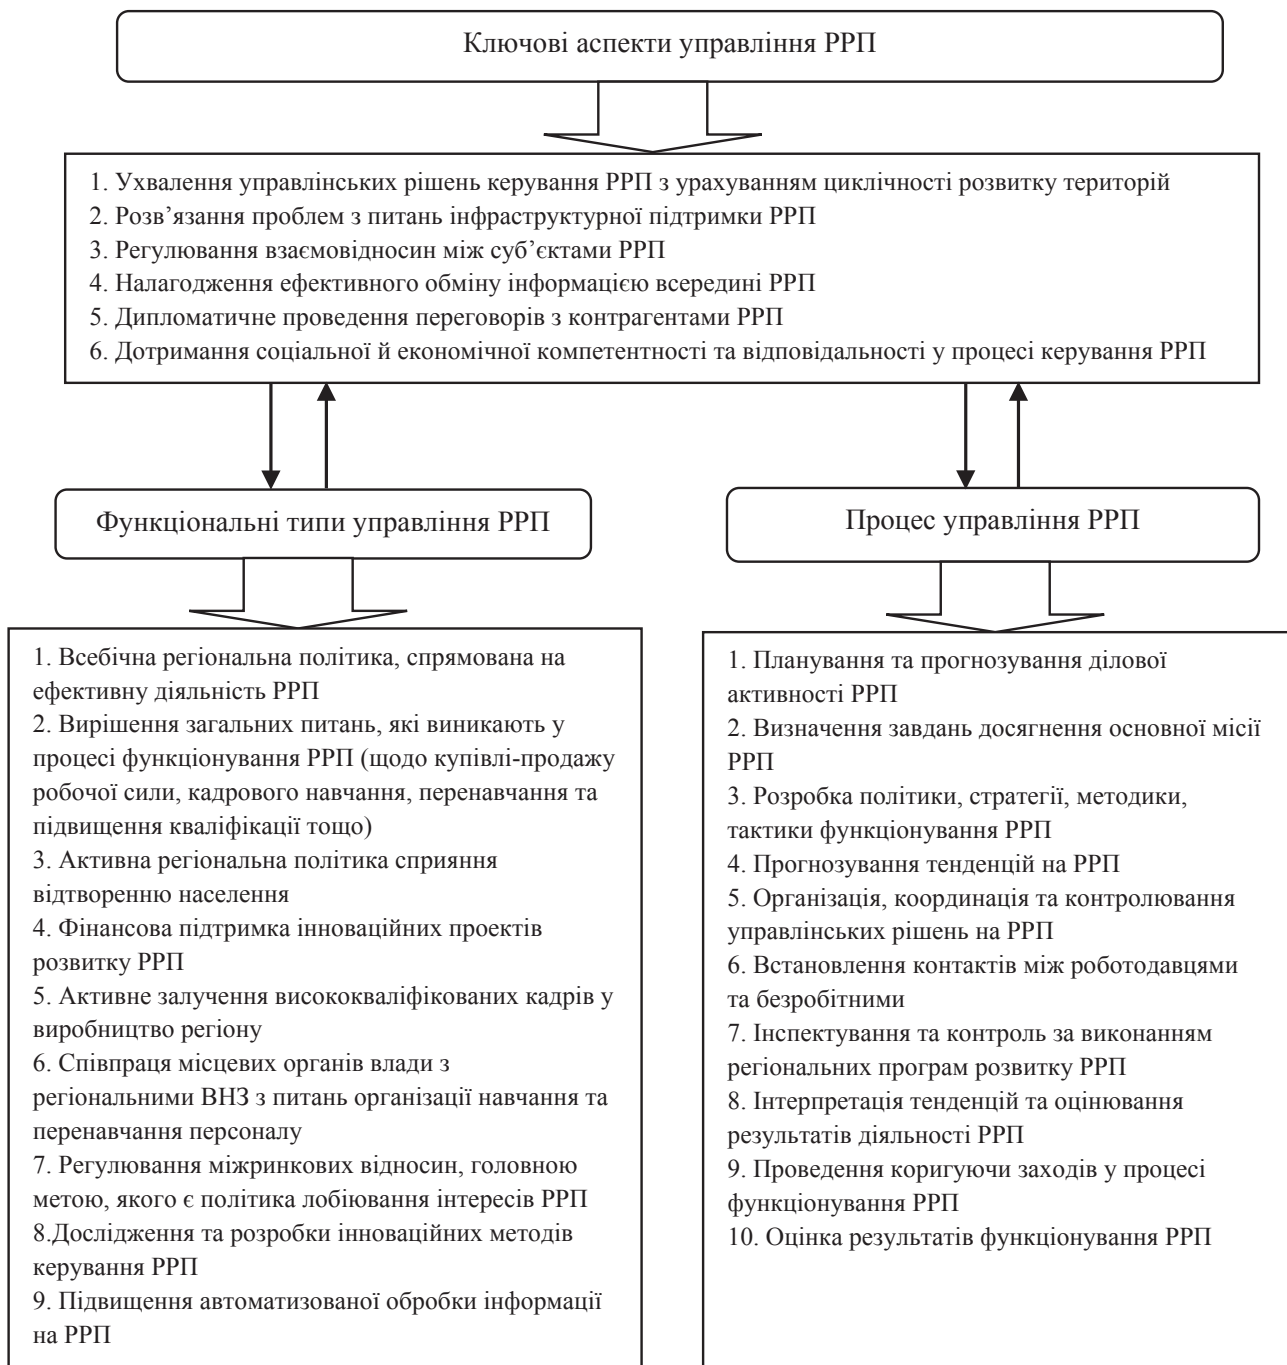 Ключові аспекти управління РРП
1. Ухвалення управлінських рішень керування РРП з урахуванням циклічності розвитку територій
2. Розв’язання проблем з питань інфраструктурної підтримки РРП
3. Регулювання взаємовідносин між суб’єктами РРП
4. Налагодження ефективного обміну інформацією всередині РРП
5. Дипломатичне проведення переговорів з контрагентами РРП
6. Дотримання соціальної й економічної компетентності та відповідальності у процесі керування РРП
Функціональні типи управління РРП
1. Всебічна регіональна політика, спрямована на
ефективну діяльність РРП
2. Вирішення загальних питань, які виникають у
процесі функціонування РРП (щодо купівлі-продажу
робочої сили, кадрового навчання, перенавчання та
підвищення кваліфікації тощо)
3. Активна регіональна політика сприяння
відтворенню населення
4. Фінансова підтримка інноваційних проектів
розвитку РРП
5. Активне залучення висококваліфікованих кадрів у
виробництво регіону
6. Співпраця місцевих органів влади з
регіональними ВНЗ з питань організації навчання та
перенавчання персоналу
7. Регулювання міжринкових відносин, головною
метою, якого є політика лобіювання інтересів РРП
8.Дослідження та розробки інноваційних методів
керування РРП
9. Підвищення автоматизованої обробки інформації
на РРП
Процес управління РРП
1. Планування та прогнозування ділової
активності РРП
2. Визначення завдань досягнення основної місії
РРП
3. Розробка політики, стратегії, методики,
тактики функціонування РРП
4. Прогнозування тенденцій на РРП
5. Організація, координація та контролювання
управлінських рішень на РРП
6. Встановлення контактів між роботодавцями
та безробітними
7. Інспектування та контроль за виконанням
регіональних програм розвитку РРП
8. Інтерпретація тенденцій та оцінювання
результатів діяльності РРП
9. Проведення коригуючи заходів у процесі
функціонування РРП
10. Оцінка результатів функціонування РРП